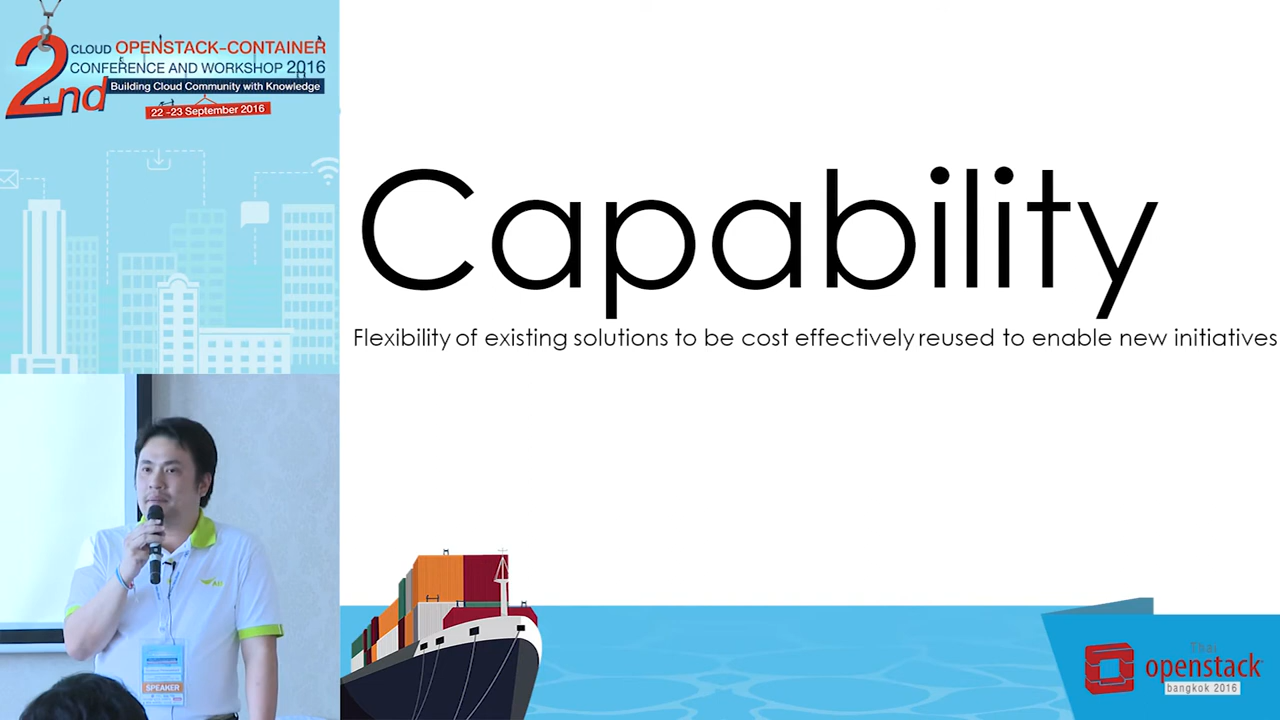 2nd
CLOUD OPENSTACK-CONTAINER
CONFERENCE AND WORKSHOP 2016
Building Cloud Community with Knowledge
22 -23 September 2016
Capability
Flexibility of existing solutions to be cost effectively reused to enable new initiatives
SPEAKER
Thai
openstack
bangkok 2016